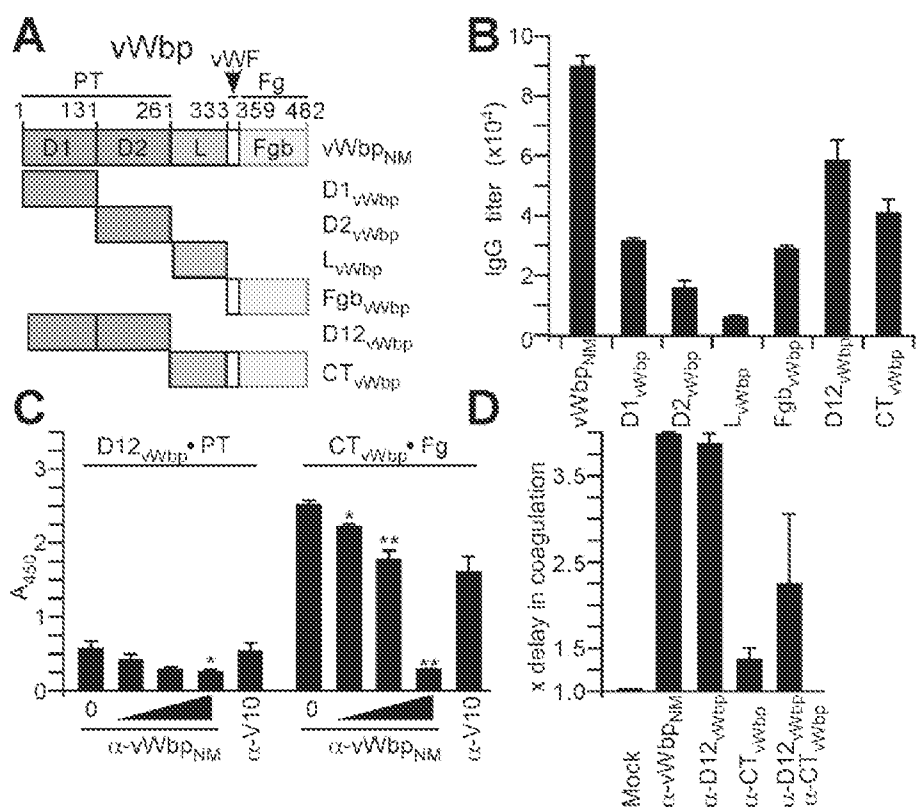 A
vWbp
vWF
PT
Fg
1 131 261 333 359 482
D1 D2 L Fgb vWbpNM
D1vWbp
D2vWbp
LvWbp
FgbvWbp
D12vWbp
CTvWbp
B
IgG titer (x10⁴)
10
8
6
4
2
0
vWbpNM
D1vWbp
D2vWbp
LvWbp
FgbvWbp
D12vWbp
CTvWbp
C
D12vWbp • PT
CTvWbp • Fg
A450
3
2
1
0
*
*
**
**
0
α-vWbpNM
α-V10
0
α-vWbpNM
α-V10
D
x delay in coagulation
3.5
2.5
1.5
1.0
Mock
α-vWbpNM
α-D12vWbp
α-CTvWbp
α-D12vWbp
α-CTvWbp